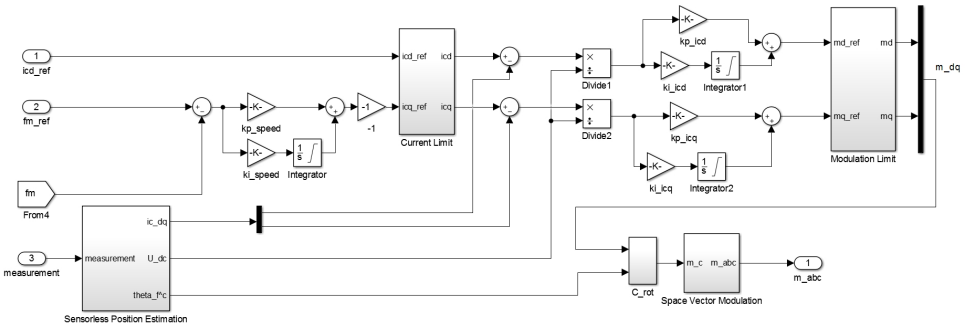 1
icd_ref
2
fm_ref
fm
From4
3
measurement
-K-
kp_speed
-K-
ki_speed
1
s
Integrator
-1
-1
icd_ref
icd
icq_ref
icq
Current Limit
measurement
ic_dq
U_dc
theta_f^c
Sensorless Position Estimation
×
÷
Divide1
×
÷
Divide2
-K-
kp_icd
-K-
ki_icd
1
s
Integrator1
-K-
kp_icq
-K-
ki_icq
1
s
Integrator2
md_ref
md
mq_ref
mq
Modulation Limit
m_dq
C_rot
m_c
m_abc
Space Vector Modulation
1
m_abc